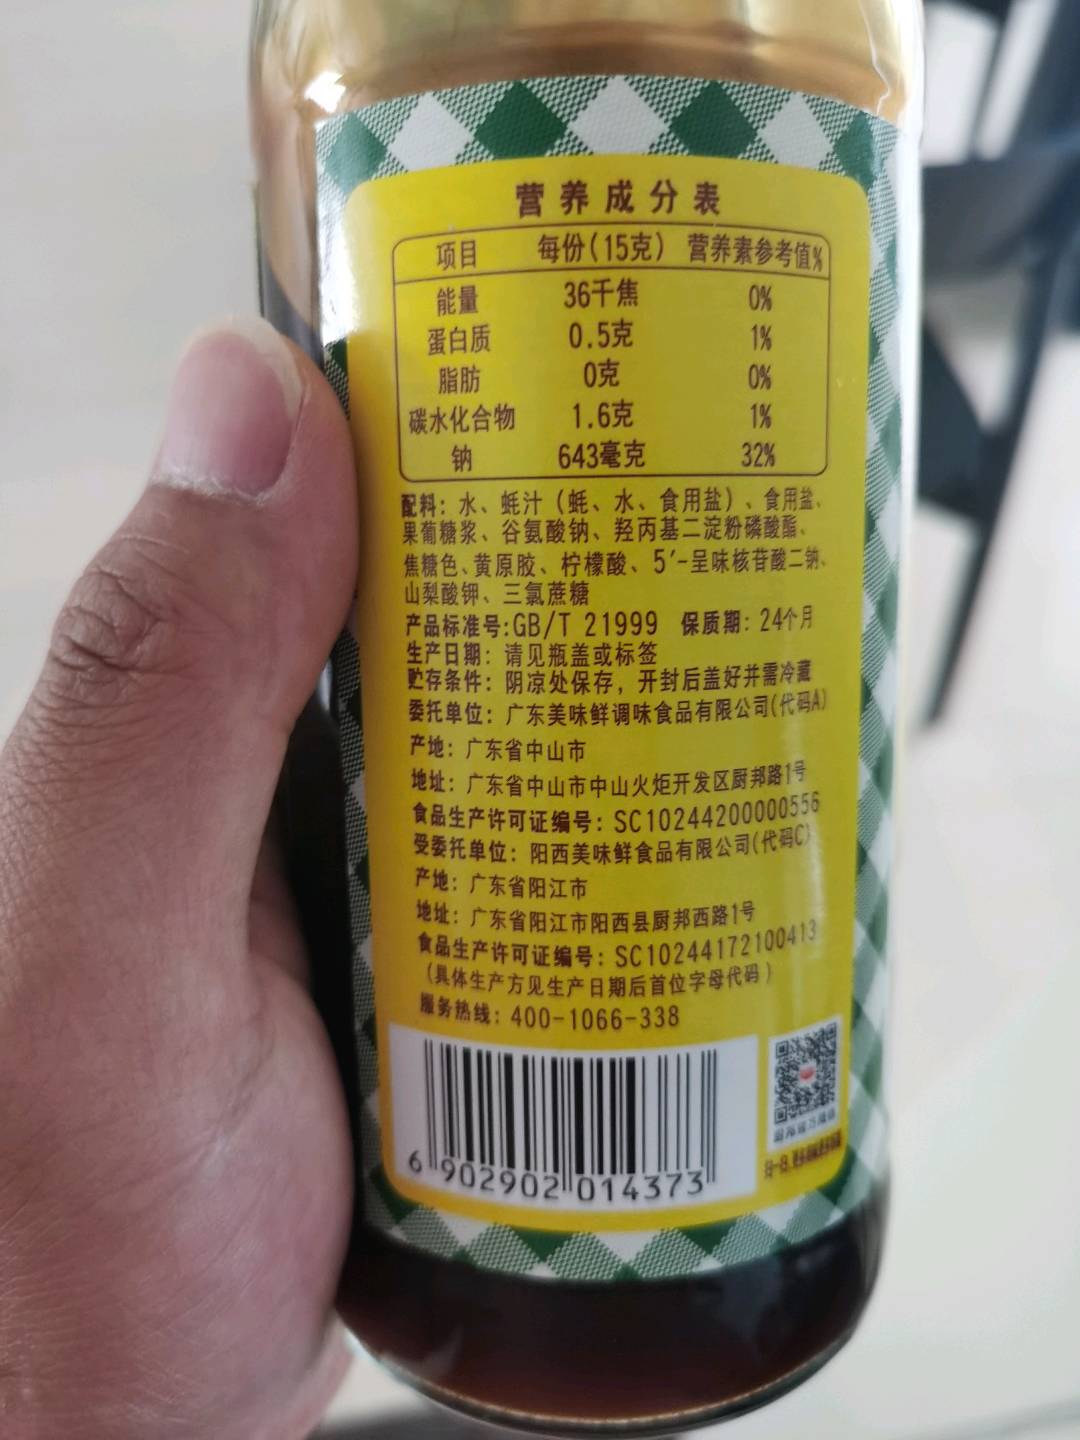 营养成分表
项目 每份(15克) 营养素参考值%
能量 36千焦 0%
蛋白质 0.5克 1%
脂肪 0克 0%
碳水化合物 1.6克 1%
钠 643毫克 32%
配料：水、蚝汁（蚝、水、食用盐）、食用盐、
果葡糖浆、谷氨酸钠、羟丙基二淀粉磷酸酯、
焦糖色、黄原胶、柠檬酸、5′-呈味核苷酸二钠、
山梨酸钾、三氯蔗糖
产品标准号:GB/T 21999 保质期：24个月
生产日期：请见瓶盖或标签
贮存条件：阴凉处保存，开封后盖好并需冷藏
委托单位：广东美味鲜调味食品有限公司(代码A)
产地：广东省中山市
地址：广东省中山市中山火炬开发区厨邦路1号
食品生产许可证编号：SC10244200000556
受委托单位：阳西美味鲜食品有限公司(代码C)
产地：广东省阳江市
地址：广东省阳江市阳西县厨邦西路1号
食品生产许可证编号：SC10244172100413
(具体生产方见生产日期后首位字母代码)
服务热线：400-1066-338
6 902902 014373